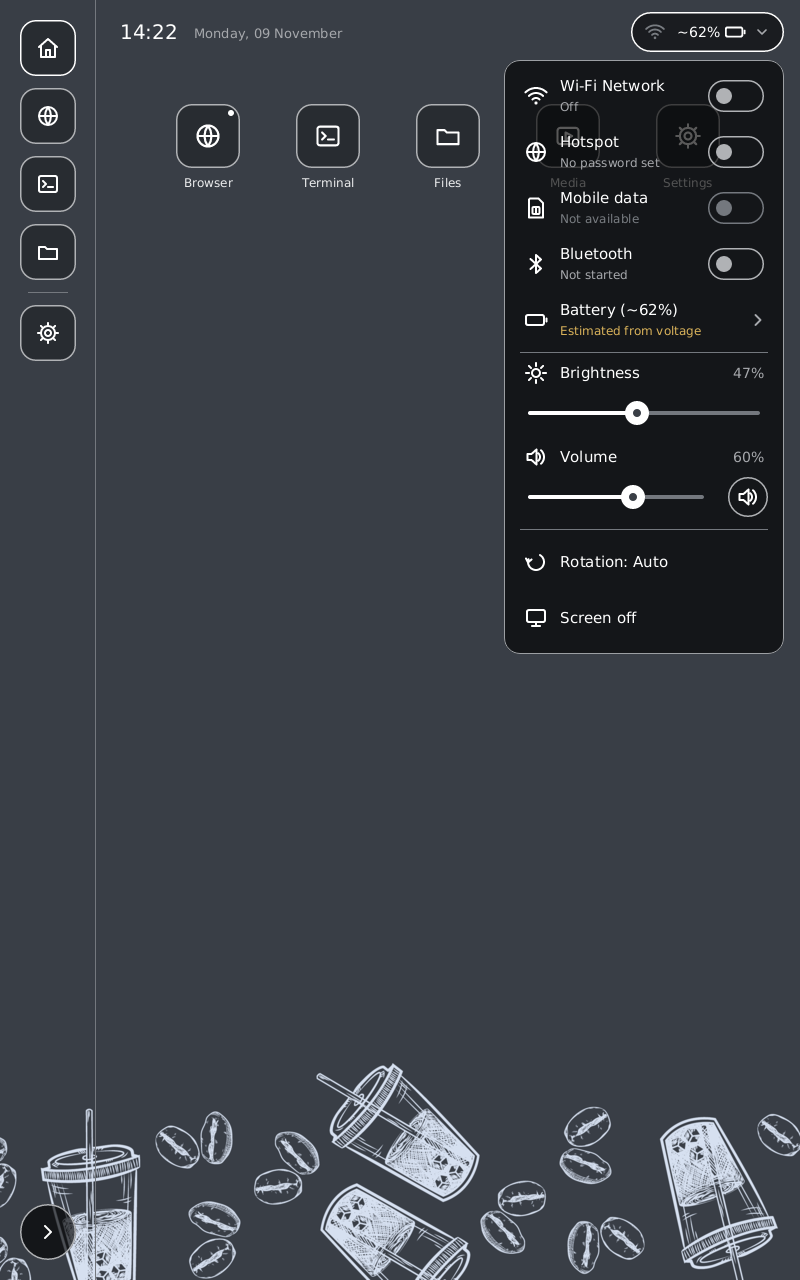 14:22 Monday, 09 November
~62%
Browser
Terminal
Files
Media
Settings
Wi-Fi Network
Off
Hotspot
No password set
Mobile data
Not available
Bluetooth
Not started
Battery (~62%)
Estimated from voltage
Brightness 47%
Volume 60%
Rotation: Auto
Screen off